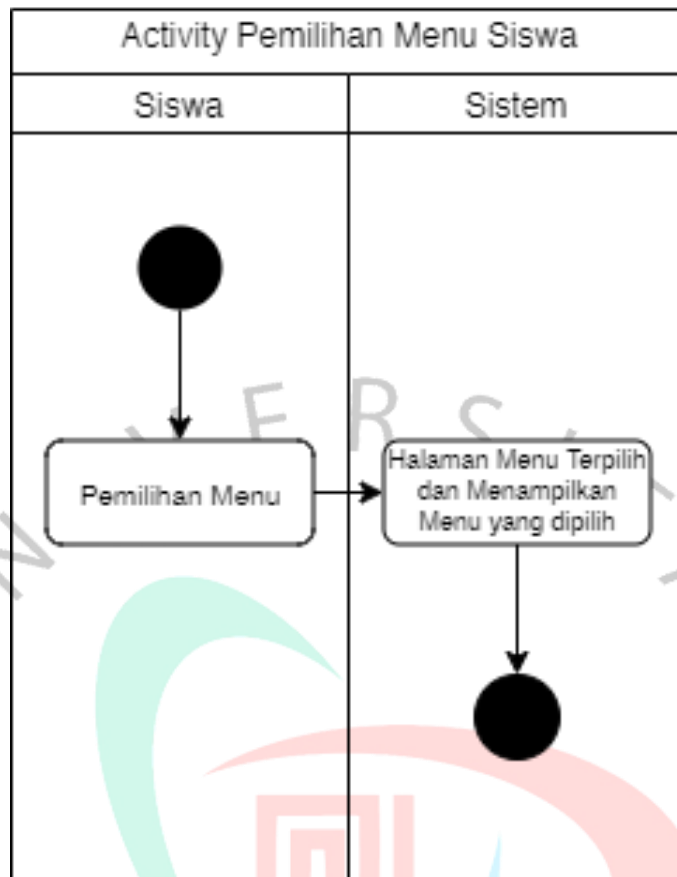 Activity Pemilihan Menu Siswa
Siswa
Sistem
Pemilihan Menu
Halaman Menu Terpilih
dan Menampilkan
Menu yang dipilih